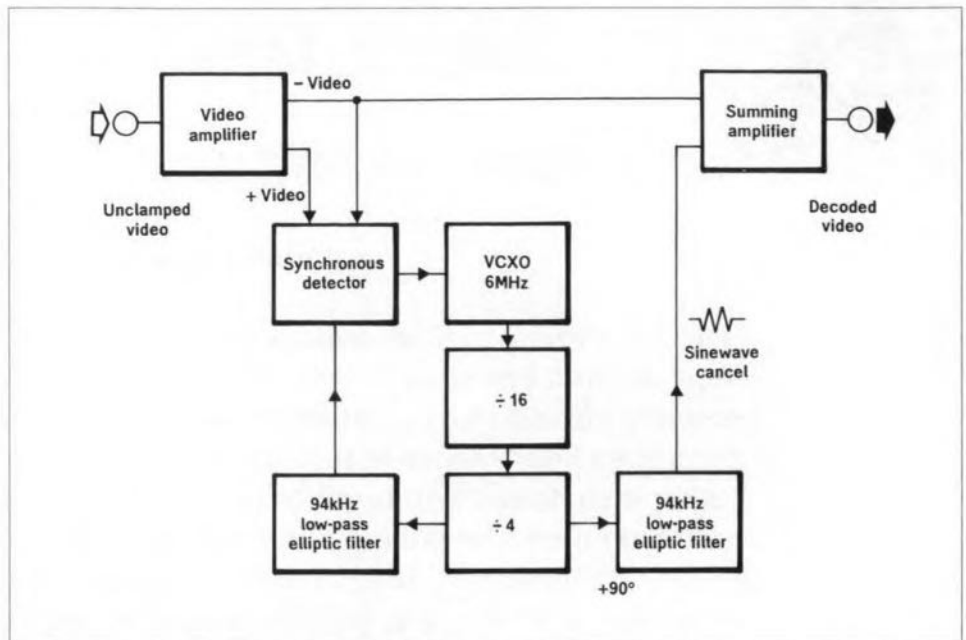 − Video
Video
amplifier
Summing
amplifier
+ Video
Unclamped
video
Decoded
video
Synchronous
detector
VCXO
6MHz
Sinewave
cancel
÷ 16
94kHz
low-pass
elliptic filter
÷ 4
94kHz
low-pass
elliptic filter
+90°